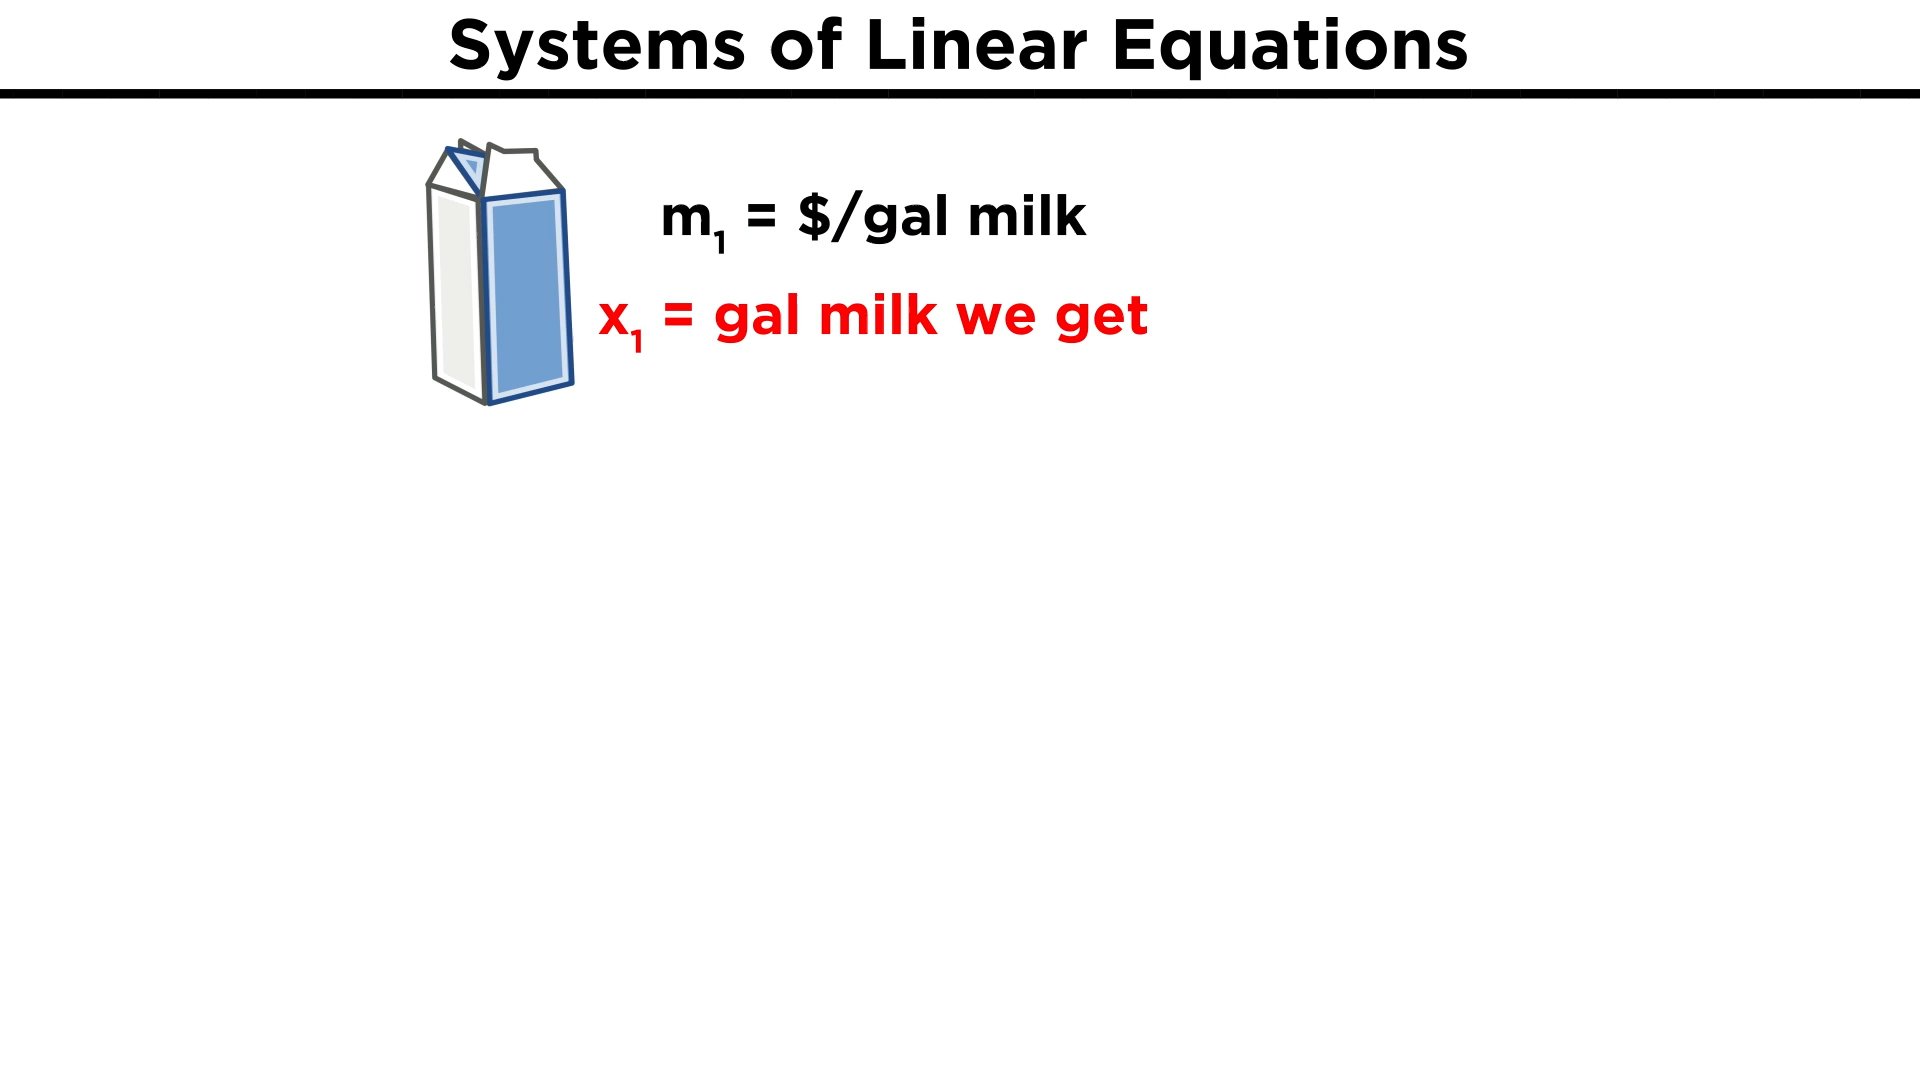 Systems of Linear Equations
m₁ = $/gal milk
x₁ = gal milk we get